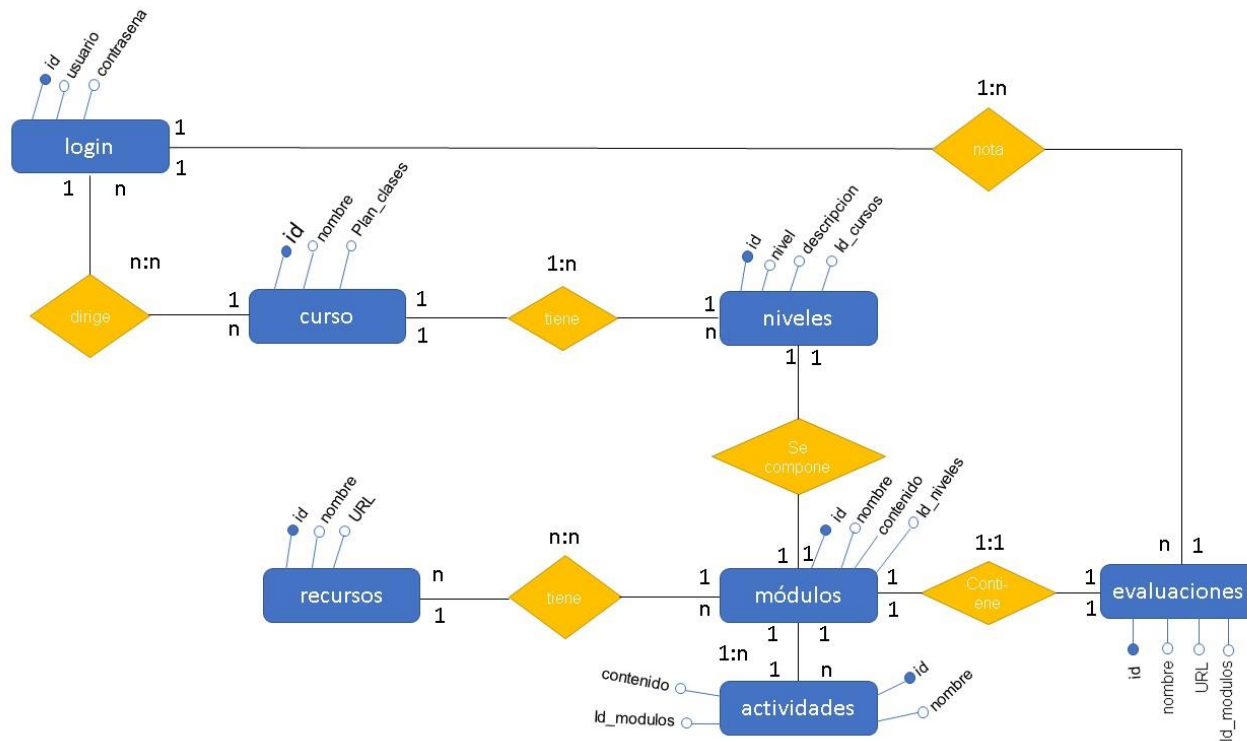 id
usuario
contrasena
login
1
1
1 n
1:n
nota
id
nombre
Plan_clases
id
nivel
descripcion
Id_cursos
n:n
dirige
1
n
curso
1
1
1:n
tiene
1
n
niveles
1 1
Se
compone
id
nombre
URL
recursos
n
1
n:n
tiene
1
n
id
nombre
contenido
Id_niveles
1 1
módulos
1
1
1:1
Conti-
ene
1
1
n 1
evaluaciones
id
nombre
URL
Id_modulos
1 1
1:n
1 n
contenido
Id_modulos
actividades
id
nombre